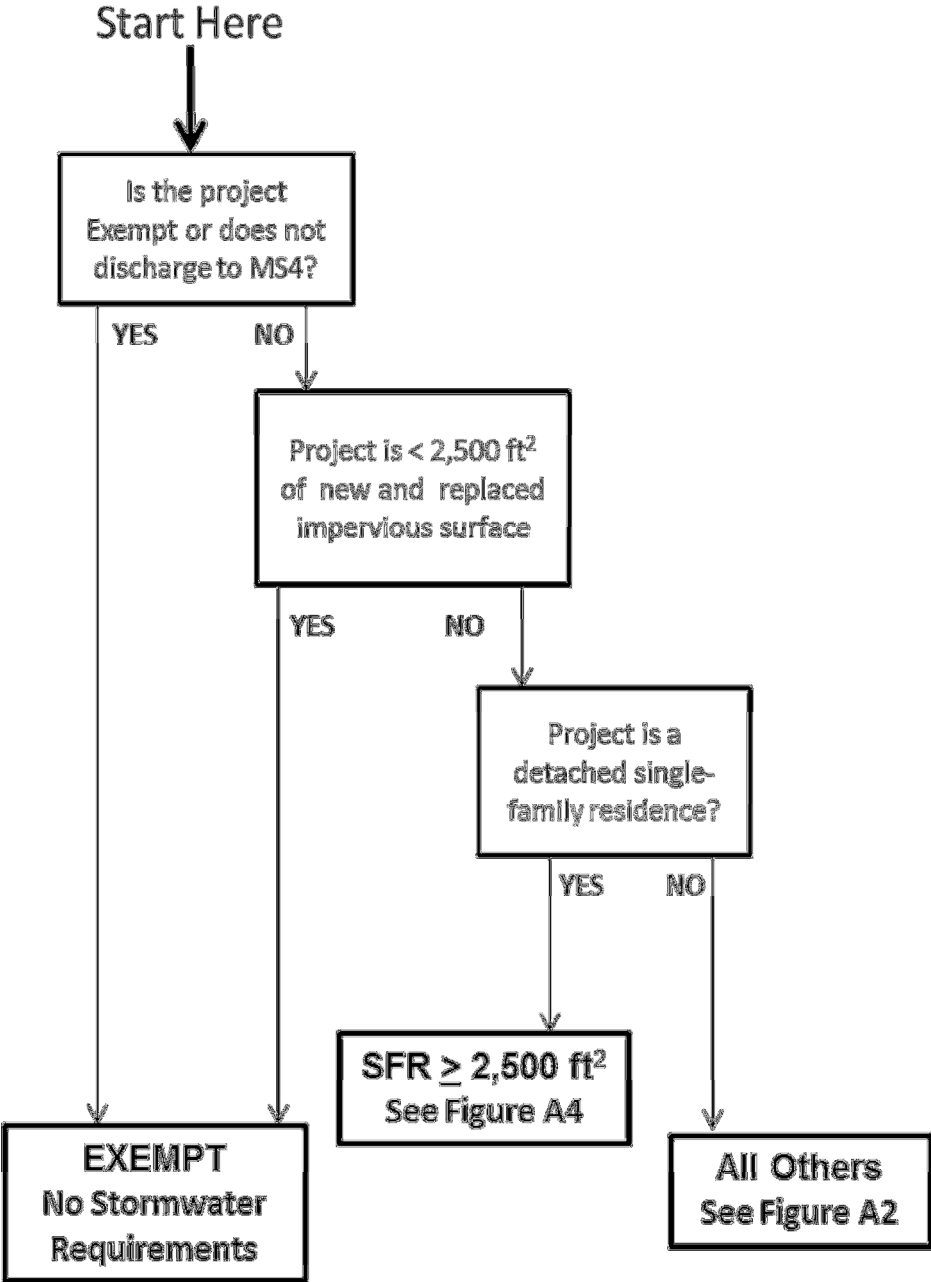 Start Here
Is the project
Exempt or does not
discharge to MS4?
YES
NO
Project is < 2,500 ft²
of new and replaced
impervious surface
YES
NO
Project is a
detached single-
family residence?
YES
NO
SFR ≥ 2,500 ft²
See Figure A4
EXEMPT
No Stormwater
Requirements
All Others
See Figure A2